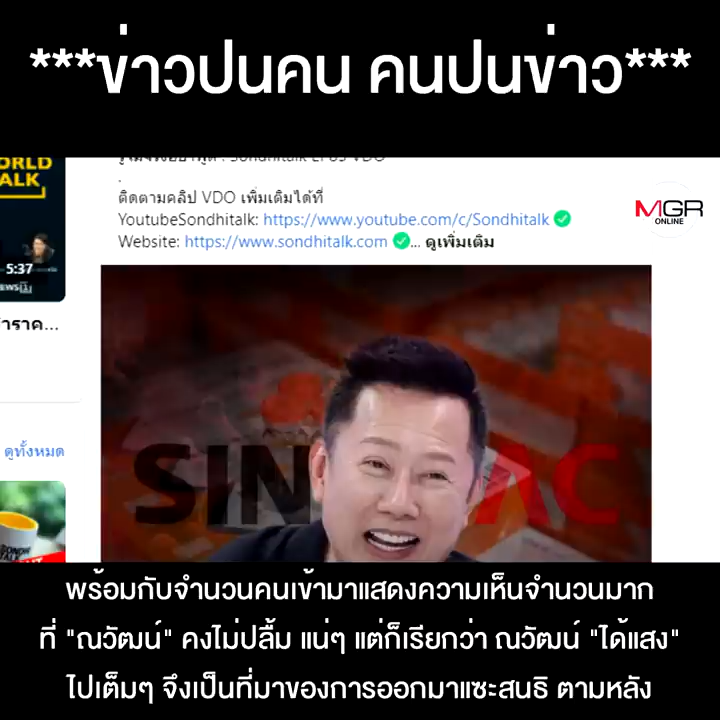 ***ข่าวปนคน คนปนข่าว***
ORLD
ALK
.
ติดตามคลิป VDO เพิ่มเติมได้ที่
YoutubeSondhitalk: https://www.youtube.com/c/Sondhitalk
Website: https://www.sondhitalk.com ... ดูเพิ่มเติม
MGR
ONLINE
5:37
ดูทั้งหมด
SIN AC
พร้อมกับจำนวนคนเข้ามาแสดงความเห็นจำนวนมาก
ที่ "ณวัฒน์" คงไม่ปลื้ม แน่ๆ แต่ก็เรียกว่า ณวัฒน์ "ได้แสง"
ไปเต็มๆ จึงเป็นที่มาของการออกมาแซะสนธิ ตามหลัง